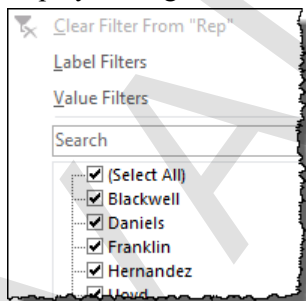 Clear Filter From "Rep"
Label Filters
Value Filters
Search
(Select All)
Blackwell
Daniels
Franklin
Hernandez